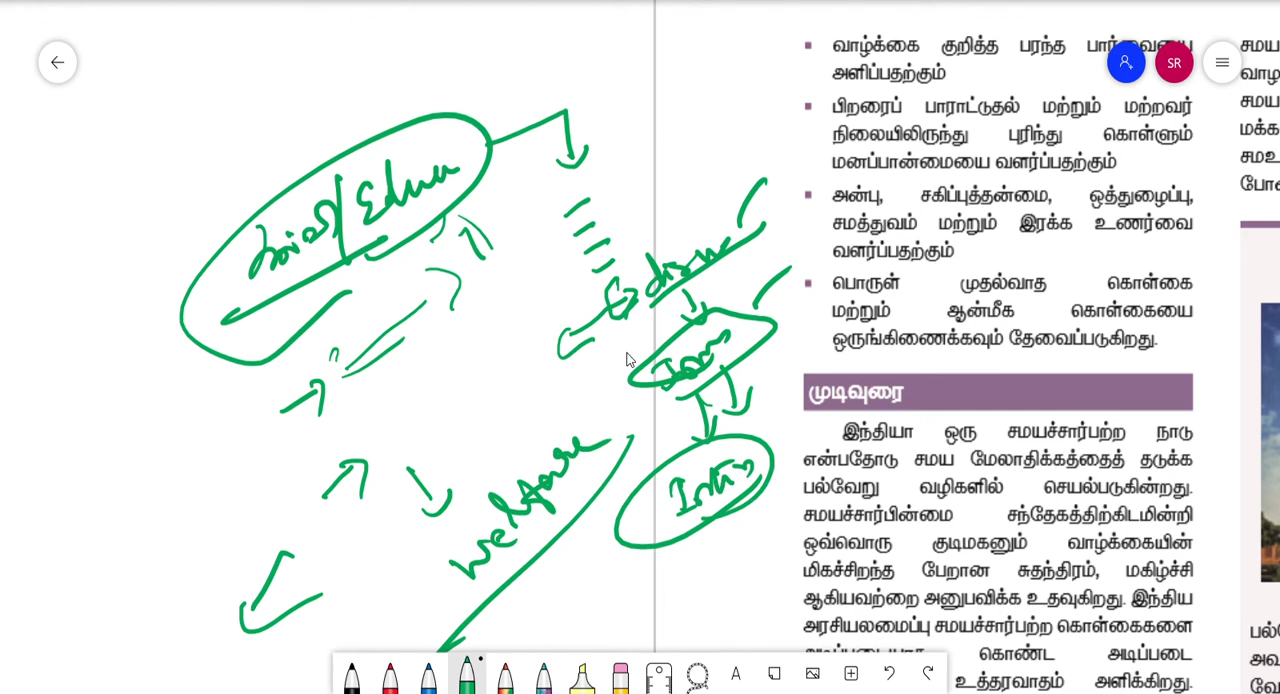 கல்வி/Edun
disn
welfare
வாழ்க்கை குறித்த பரந்த பார்வையை
அளிப்பதற்கும்
பிறரைப் பாராட்டுதல் மற்றும் மற்றவர்
நிலையிலிருந்து புரிந்து கொள்ளும்
மனப்பான்மையை வளர்ப்பதற்கும்
அன்பு, சகிப்புத்தன்மை, ஒத்துழைப்பு,
சமத்துவம் மற்றும் இரக்க உணர்வை
வளர்ப்பதற்கும்
பொருள் முதல்வாத கொள்கை
மற்றும் ஆன்மீக கொள்கையை
ஒருங்கிணைக்கவும் தேவைப்படுகிறது.
முடிவுரை
இந்தியா ஒரு சமயச்சார்பற்ற நாடு
என்பதோடு சமய மேலாதிக்கத்தைத் தடுக்க
பல்வேறு வழிகளில் செயல்படுகின்றது.
சமயச்சார்பின்மை சந்தேகத்திற்கிடமின்றி
ஒவ்வொரு குடிமகனும் வாழ்க்கையின்
மிகச்சிறந்த பேறான சுதந்திரம், மகிழ்ச்சி
ஆகியவற்றை அனுபவிக்க உதவுகிறது. இந்திய
அரசியலமைப்பு சமயச்சார்பற்ற கொள்கைகளை
கொண்ட அடிப்படை
உத்தரவாதம் அளிக்கிறது.
SR
A